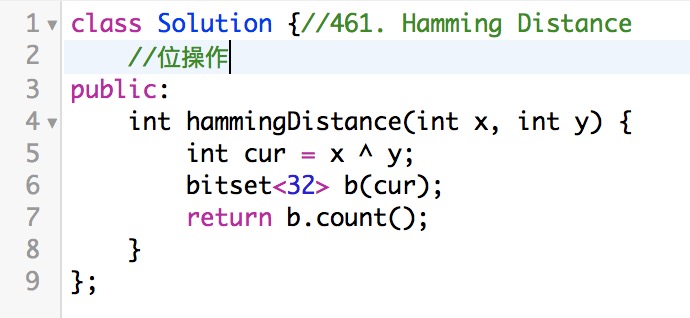 1 class Solution {//461. Hamming Distance
2     //位操作
3 public:
4     int hammingDistance(int x, int y) {
5         int cur = x ^ y;
6         bitset<32> b(cur);
7         return b.count();
8     }
9 };